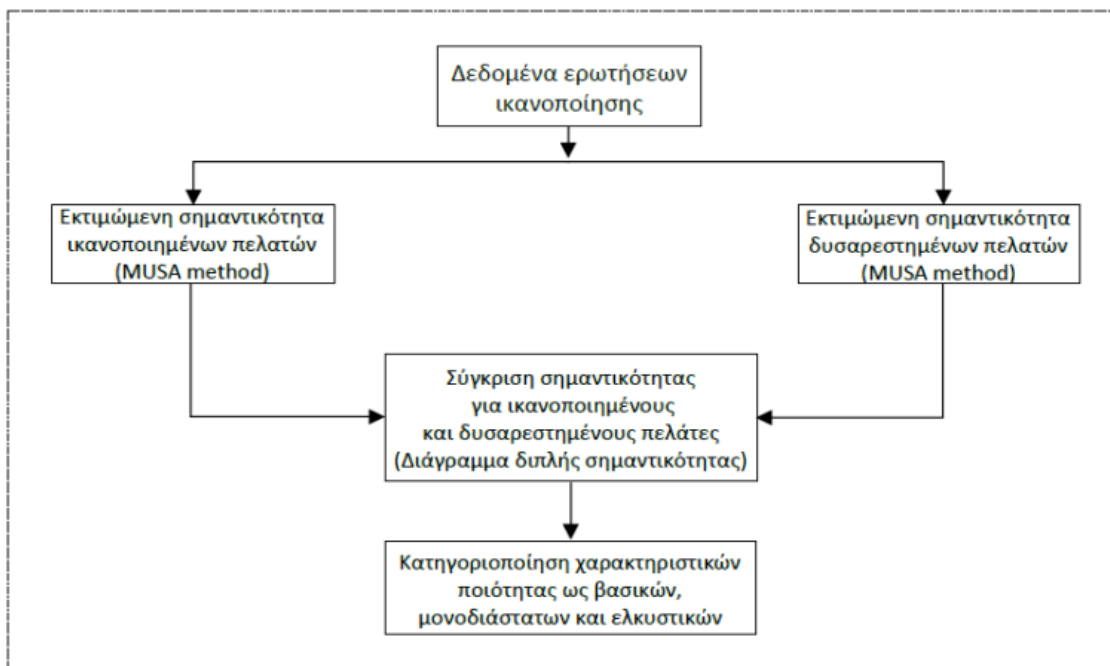 Δεδομένα ερωτήσεων
ικανοποίησης
Εκτιμώμενη σημαντικότητα
ικανοποιημένων πελατών
(MUSA method)
Εκτιμώμενη σημαντικότητα
δυσαρεστημένων πελατών
(MUSA method)
Σύγκριση σημαντικότητας
για ικανοποιημένους
και δυσαρεστημένους πελάτες
(Διάγραμμα διπλής σημαντικότητας)
Κατηγοριοποίηση χαρακτηριστικών
ποιότητας ως βασικών,
μονοδιάστατων και ελκυστικών